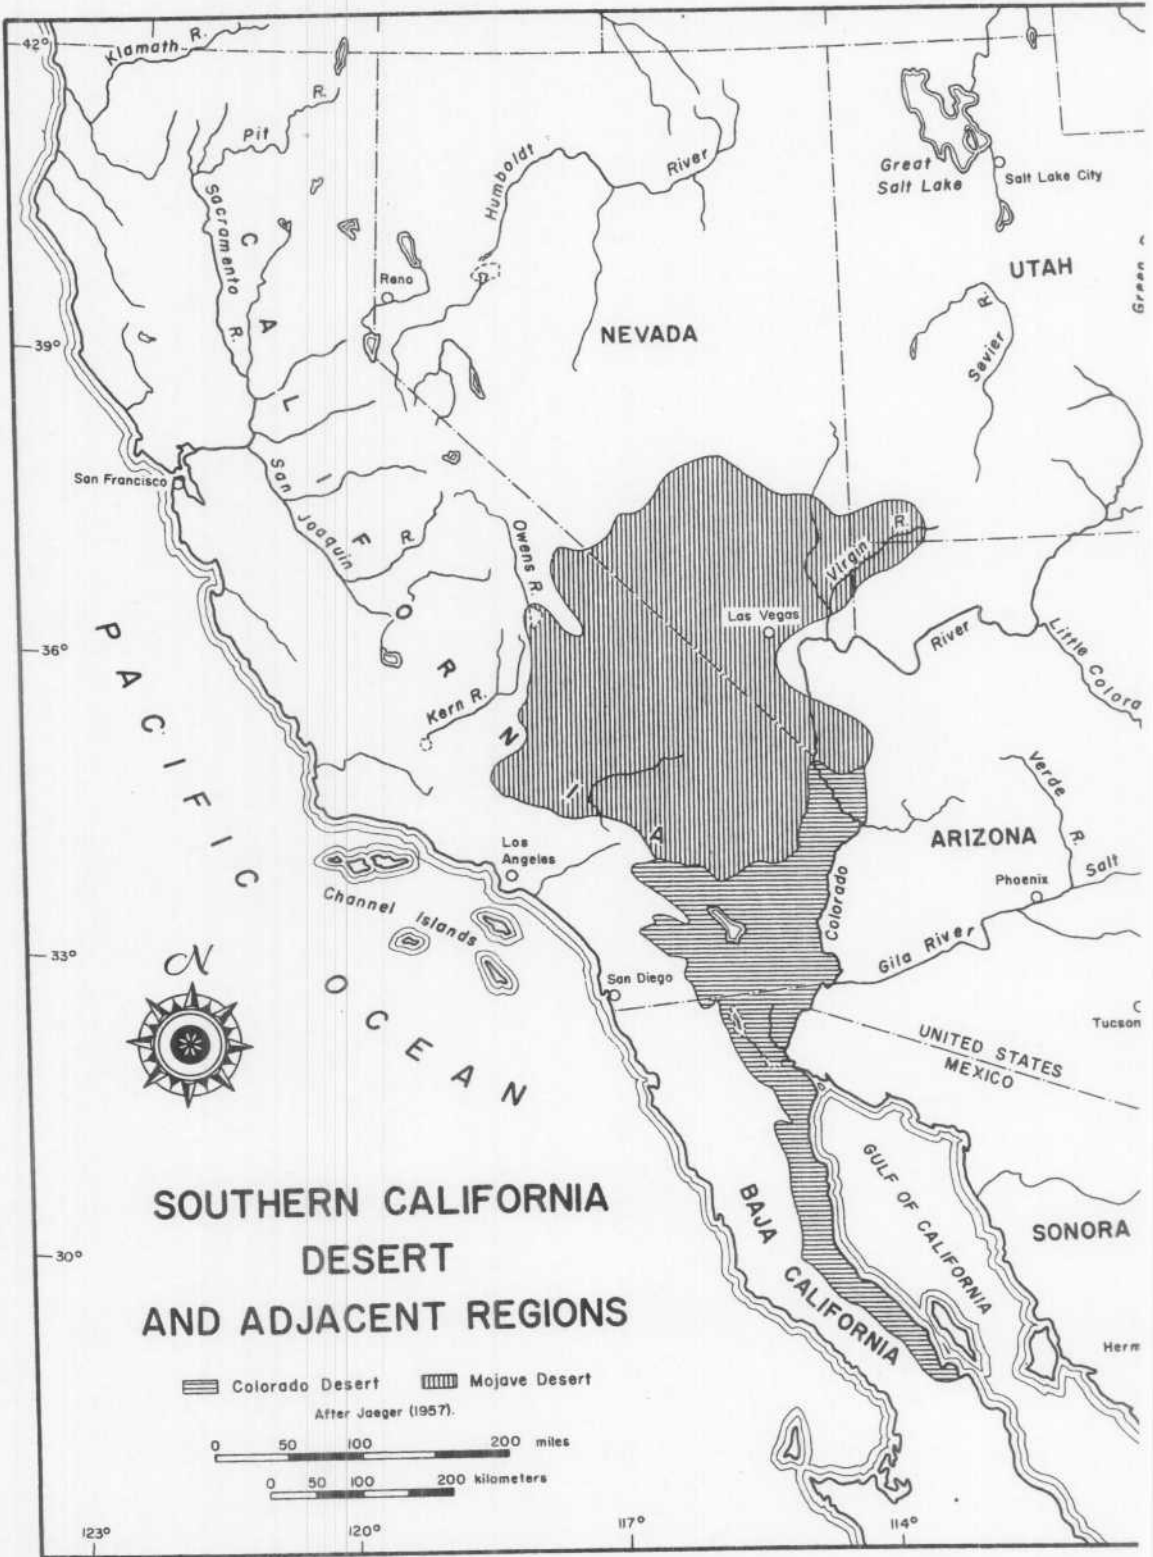 42°
Klamath R.
Pit R.
Humboldt River
Great
Salt Lake
Salt Lake City
UTAH
Green
Sacramento R.
Reno
NEVADA
Sevier R.
39°
CALIFORNIA
San Francisco
San Joaquin R.
Owens R.
Virgin R.
Las Vegas
River
Little Colora
36°
Kern R.
PACIFIC OCEAN
Verde R.
ARIZONA
Los
Angeles
Phoenix
Salt
Channel Islands
Colorado
33°
N
Gila River
San Diego
Tucson
UNITED STATES
MEXICO
GULF OF CALIFORNIA
SOUTHERN CALIFORNIA
DESERT
AND ADJACENT REGIONS
BAJA CALIFORNIA
SONORA
30°
Herm
Colorado Desert
Mojave Desert
After Jaeger (1957).
0 50 100 200 miles
0 50 100 200 kilometers
123° 120° 117° 114°